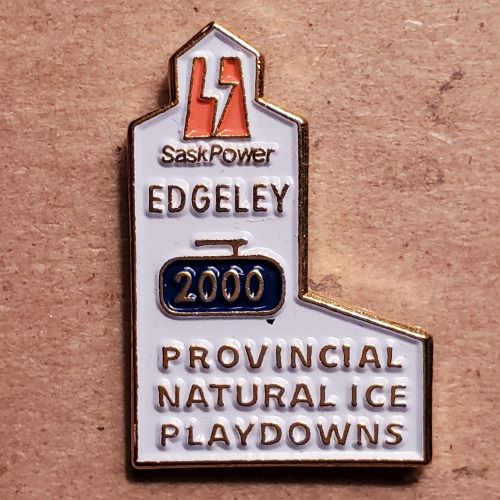 SaskPower
EDGELEY
2000
PROVINCIAL
NATURAL ICE
PLAYDOWNS